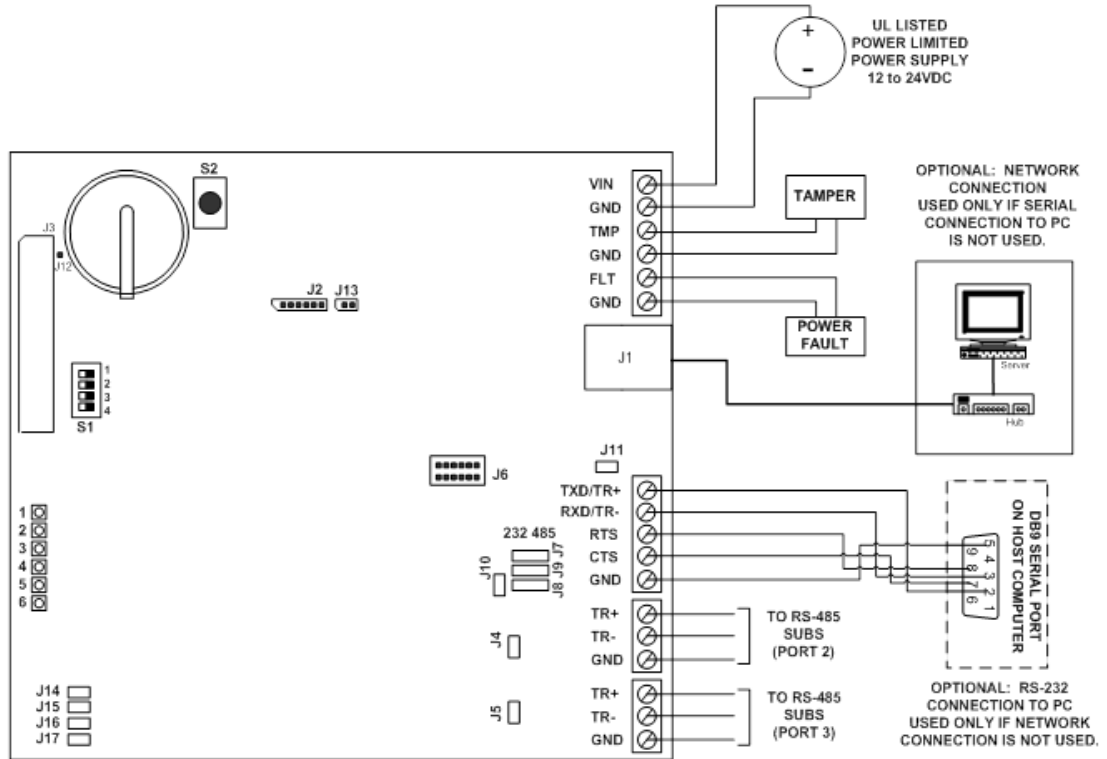 UL LISTED
POWER LIMITED
POWER SUPPLY
12 to 24VDC
+
-
S2
J3
J12
J2
J13
1
2
3
4
S1
VIN
GND
TMP
GND
FLT
GND
TAMPER
POWER
FAULT
J1
OPTIONAL: NETWORK
CONNECTION
USED ONLY IF SERIAL
CONNECTION TO PC
IS NOT USED.
Server
Hub
J6
J11
1
2
3
4
5
6
232 485
J7
J9
J8
J10
TXD/TR+
RXD/TR-
RTS
CTS
GND
5
4
3
2
1
9
8
7
6
DB9 SERIAL PORT
ON HOST COMPUTER
J4
TR+
TR-
GND
TO RS-485
SUBS
(PORT 2)
J5
TR+
TR-
GND
TO RS-485
SUBS
(PORT 3)
J14
J15
J16
J17
OPTIONAL: RS-232
CONNECTION TO PC
USED ONLY IF NETWORK
CONNECTION IS NOT USED.